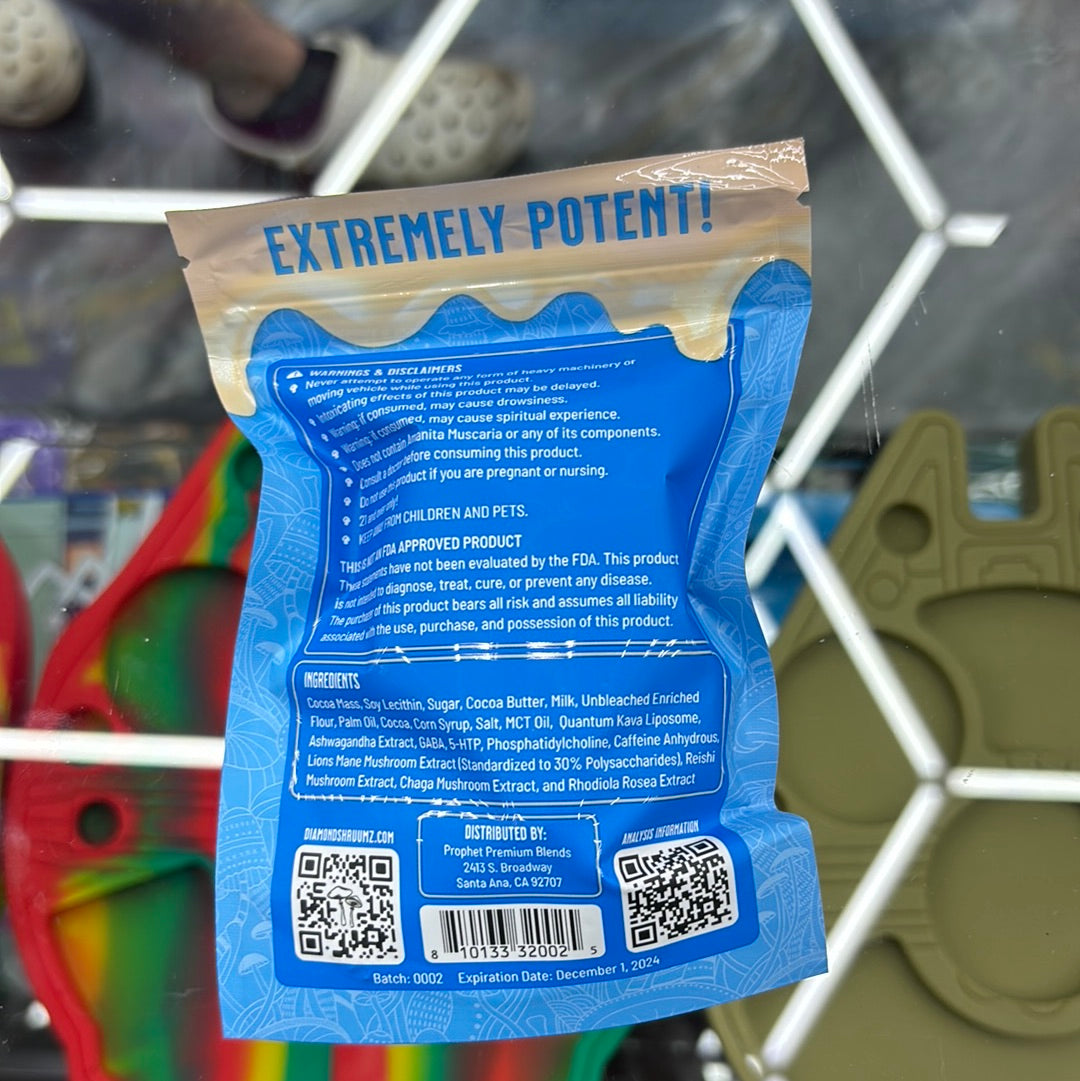 EXTREMELY POTENT!
WARNINGS & DISCLAIMERS
Never attempt to operate any form of heavy machinery or
moving vehicle while using this product.
Intoxicating effects of this product may be delayed.
Warning: if consumed, may cause drowsiness.
Warning: if consumed, may cause spiritual experience.
Does not contain Amanita Muscaria or any of its components.
Consult a doctor before consuming this product.
Do not use this product if you are pregnant or nursing.
21 and over only!
KEEP AWAY FROM CHILDREN AND PETS.
THIS IS NOT AN FDA APPROVED PRODUCT
These statements have not been evaluated by the FDA. This product
is not intended to diagnose, treat, cure, or prevent any disease.
The purchaser of this product bears all risk and assumes all liability
associated with the use, purchase, and possession of this product.
INGREDIENTS
Cocoa Mass, Soy Lecithin, Sugar, Cocoa Butter, Milk, Unbleached Enriched
Flour, Palm Oil, Cocoa, Corn Syrup, Salt, MCT Oil, Quantum Kava Liposome,
Ashwagandha Extract, GABA, 5-HTP, Phosphatidylcholine, Caffeine Anhydrous,
Lions Mane Mushroom Extract (Standardized to 30% Polysaccharides), Reishi
Mushroom Extract, Chaga Mushroom Extract, and Rhodiola Rosea Extract
DIAMONDSHRUUMZ.COM
DISTRIBUTED BY:
Prophet Premium Blends
2413 S. Broadway
Santa Ana, CA 92707
ANALYSIS INFORMATION
8 10133 32002 5
Batch: 0002 Expiration Date: December 1, 2024